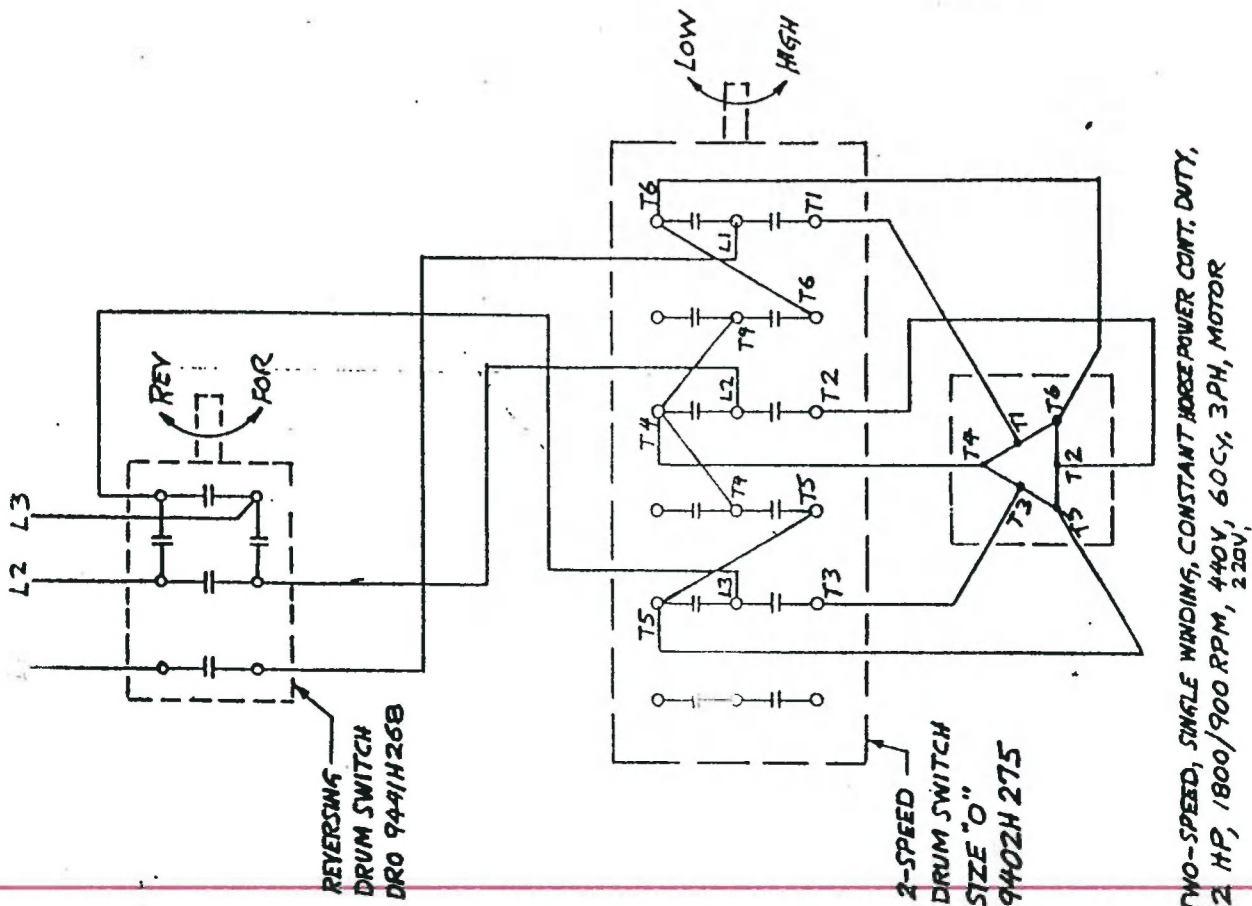 L2
L3
REV
FOR
REVERSING
DRUM SWITCH
DRO 9441H268
LOW
HIGH
T5
T4
T6
L3
T4
L2
T9
L1
T3
T5
T2
T6
T1
T4
T3
T1
T5
T2
T6
2-SPEED
DRUM SWITCH
SIZE "O"
9402H 275
TWO-SPEED, SINGLE WINDING, CONSTANT HORSEPOWER CONT. DUTY,
2 HP, 1800/900 RPM, 440V, 60CY, 3PH, MOTOR
220V,